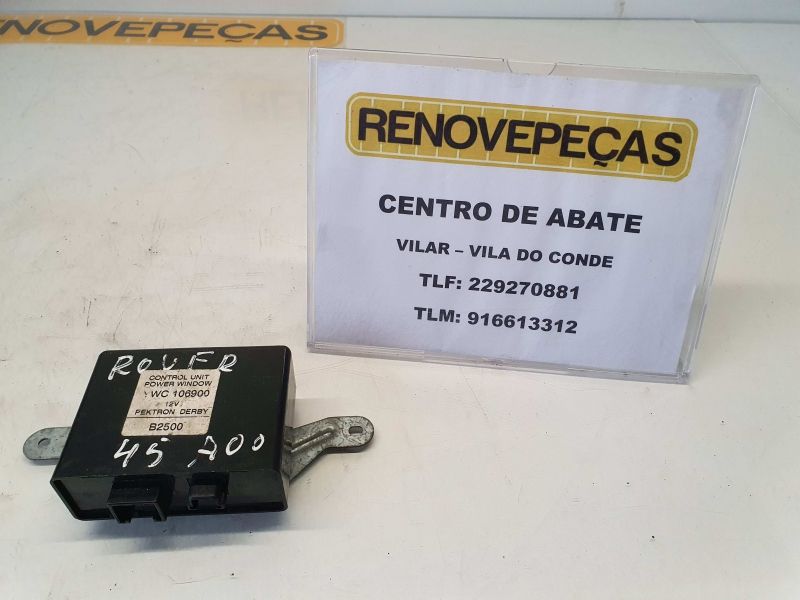 RENOVEPEÇAS
RENOVEPEÇAS
CENTRO DE ABATE
VILAR – VILA DO CONDE
TLF: 229270881
TLM: 916613312
ROVER
CONTROL UNIT
POWER WINDOW
YWC 106900
12V
PEKTRON DERBY
B2500
45 200